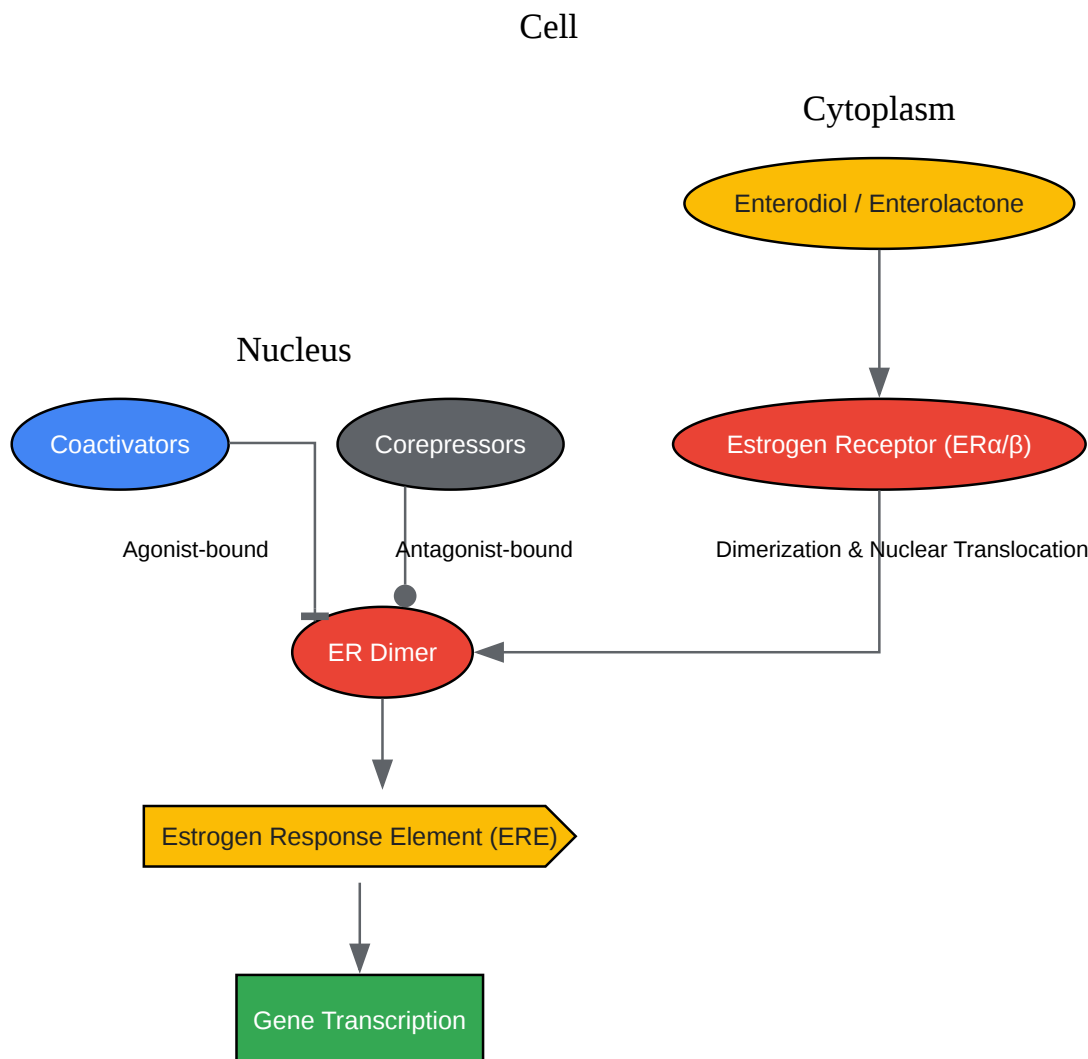 Cell
Cytoplasm
Enterodiol / Enterolactone
Nucleus
Coactivators
Corepressors
Estrogen Receptor (ERα/β)
Agonist-bound
Antagonist-bound
Dimerization & Nuclear Translocation
ER Dimer
Estrogen Response Element (ERE)
Gene Transcription